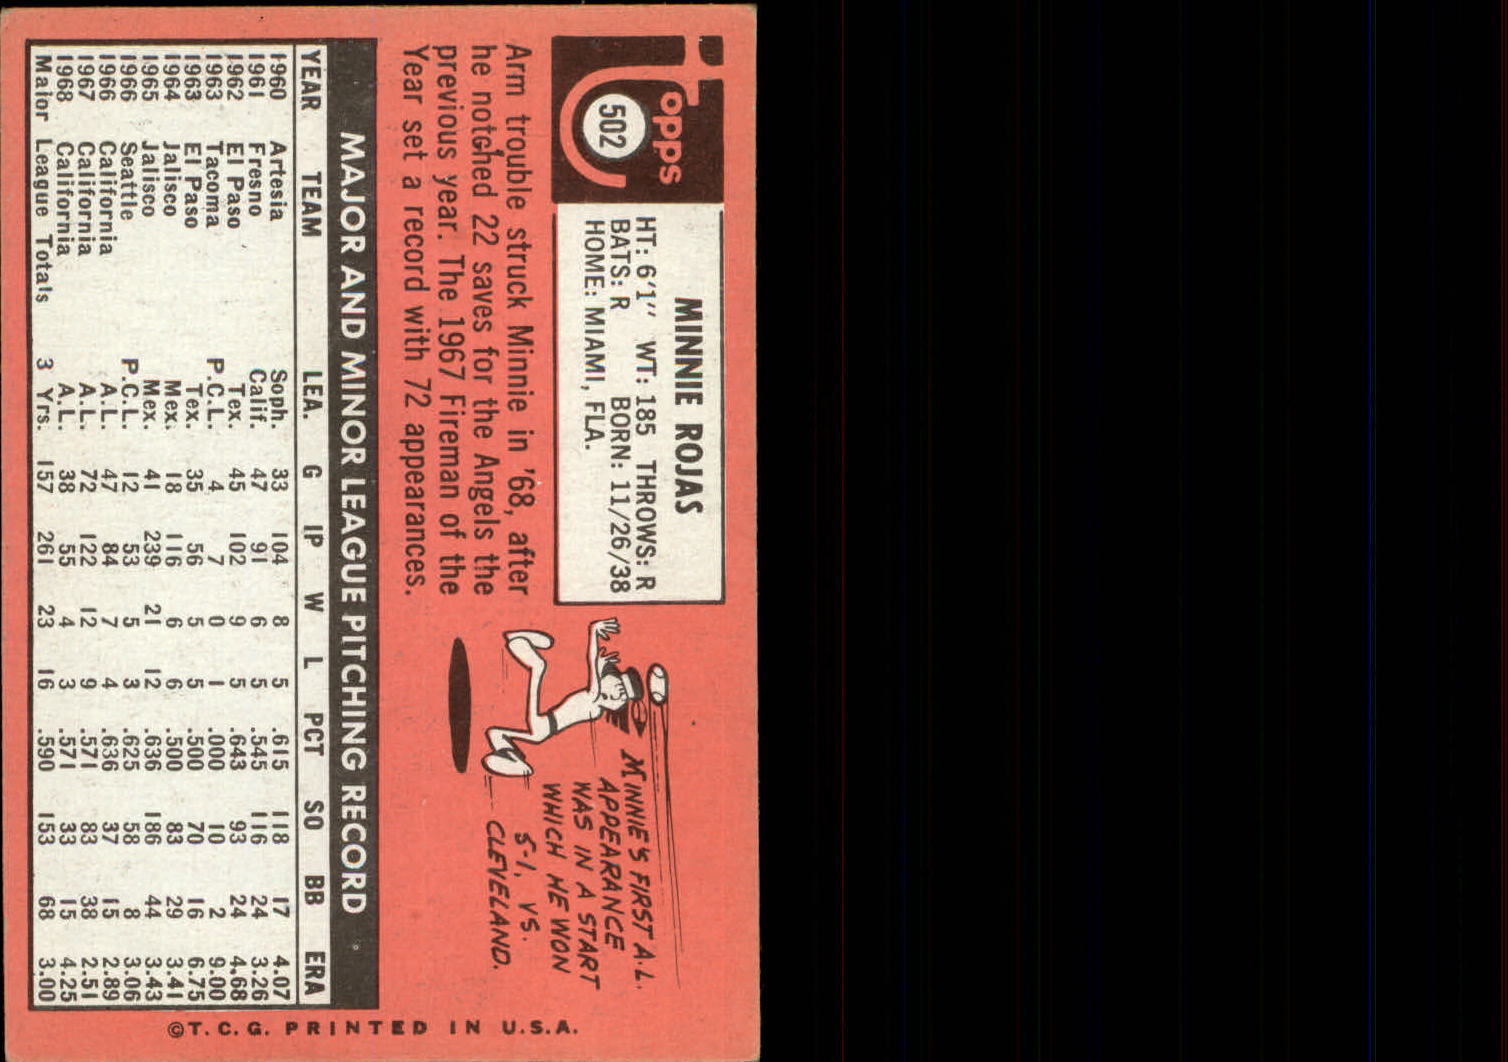 Topps
502
MINNIE ROJAS
HT: 6'1" WT: 185 THROWS: R
BATS: R BORN: 11/26/38
HOME: MIAMI, FLA.
Arm trouble struck Minnie in '68, after
he notched 22 saves for the Angels the
previous year. The 1967 Fireman of the
Year set a record with 72 appearances.
MINNIE'S FIRST A.L.
APPEARANCE
WAS IN A START
WHICH HE WON
5-1, VS.
CLEVELAND.
MAJOR AND MINOR LEAGUE PITCHING RECORD
YEAR TEAM LEA. G IP W L PCT SO BB ERA
1960 Artesia Soph. 33 104 8 5 .615 118 17 4.07
1961 Fresno Calif. 47 91 6 5 .545 116 24 3.26
1962 El Paso Tex. 45 102 9 5 .643 93 24 4.68
1963 Tacoma P.C.L. 4 7 0 1 .000 10 2 9.00
1963 El Paso Tex. 35 56 5 5 .500 70 16 6.75
1964 Jalisco Mex. 18 116 6 6 .500 83 29 3.41
1965 Jalisco Mex. 41 239 21 12 .636 186 44 3.43
1966 Seattle P.C.L. 12 53 5 3 .625 58 8 3.06
1966 California A.L. 47 84 7 4 .636 37 15 2.89
1967 California A.L. 72 122 12 9 .571 83 38 2.51
1968 California A.L. 38 55 4 3 .571 33 15 4.25
Major League Totals 3 Yrs. 157 261 23 16 .590 153 68 3.00
©T.C.G. PRINTED IN U.S.A.